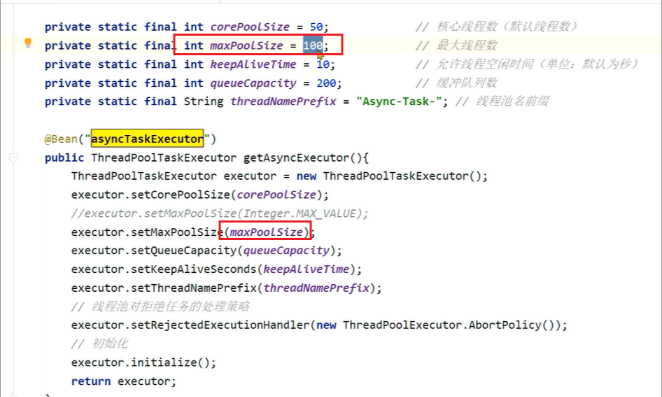 private static final int corePoolSize = 50; // 核心线程数（默认线程数）
private static final int maxPoolSize = 100; // 最大线程数
private static final int keepAliveTime = 10; // 允许线程空闲时间（单位：默认为秒）
private static final int queueCapacity = 200; // 缓冲队列数
private static final String threadNamePrefix = "Async-Task-"; // 线程池名前缀
@Bean("asyncTaskExecutor")
public ThreadPoolTaskExecutor getAsyncExecutor(){
ThreadPoolTaskExecutor executor = new ThreadPoolTaskExecutor();
executor.setCorePoolSize(corePoolSize);
//executor.setMaxPoolSize(Integer.MAX_VALUE);
executor.setMaxPoolSize(maxPoolSize);
executor.setQueueCapacity(queueCapacity);
executor.setKeepAliveSeconds(keepAliveTime);
executor.setThreadNamePrefix(threadNamePrefix);
// 线程池对拒绝任务的处理策略
executor.setRejectedExecutionHandler(new ThreadPoolExecutor.AbortPolicy());
// 初始化
executor.initialize();
return executor;